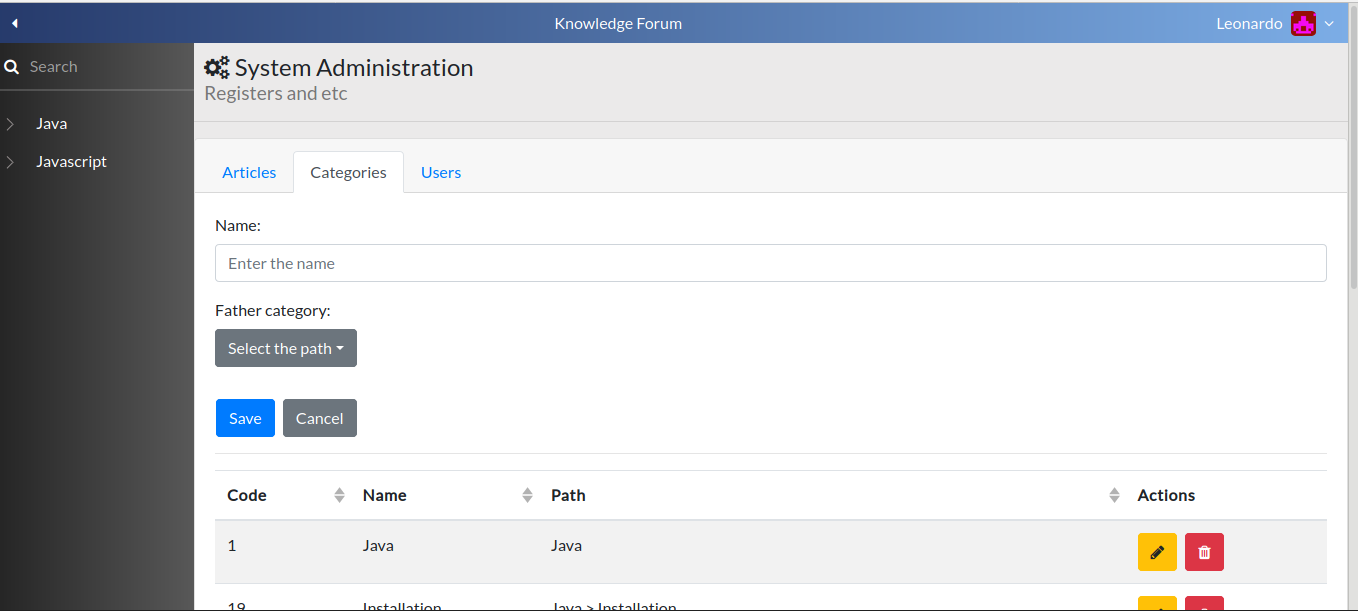 Knowledge Forum
Leonardo
Search
Java
Javascript
System Administration
Registers and etc
Articles Categories Users
Name:
Enter the name
Father category:
Select the path
Save Cancel
Code Name Path Actions
1 Java Java
19 Installation Java > Installation